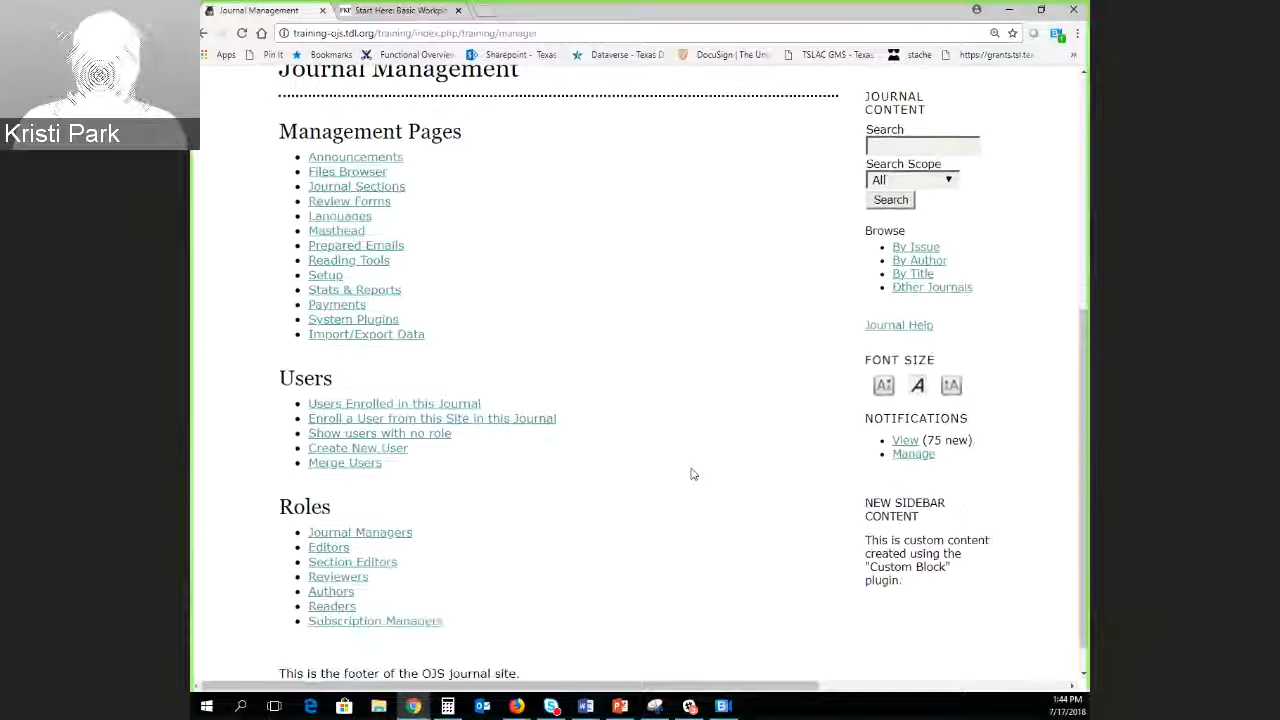 Journal Management
Start Here: Basic Workpla
training-ojs.tdl.org/training/index.php/training/manager
Apps
Pin It
Bookmarks
Functional Overview
Sharepoint - Texas
Dataverse - Texas D
DocuSign | The Rest
TSLAC GMS - Texas
stache
https://grants.tsl.tex
Kristi Park
Journal Management
Management Pages
Announcements
Files Browser
Journal Sections
Review Forms
Languages
Masthead
Prepared Emails
Reading Tools
Setup
Stats & Reports
Payments
System Plugins
Import/Export Data
Users
Users Enrolled in this Journal
Enroll a User from this Site in this Journal
Show users with no role
Create New User
Merge Users
Roles
Journal Managers
Editors
Section Editors
Reviewers
Authors
Readers
Subscription Managers
This is the footer of the OJS journal site.
JOURNAL
CONTENT
Search
Search Scope
All
Search
Browse
By Issue
By Author
By Title
Other Journals
Journal Help
FONT SIZE
NOTIFICATIONS
View (75 new)
Manage
NEW SIDEBAR
CONTENT
This is custom content
created using the
"Custom Block"
plugin.
1:44 PM
7/17/2018